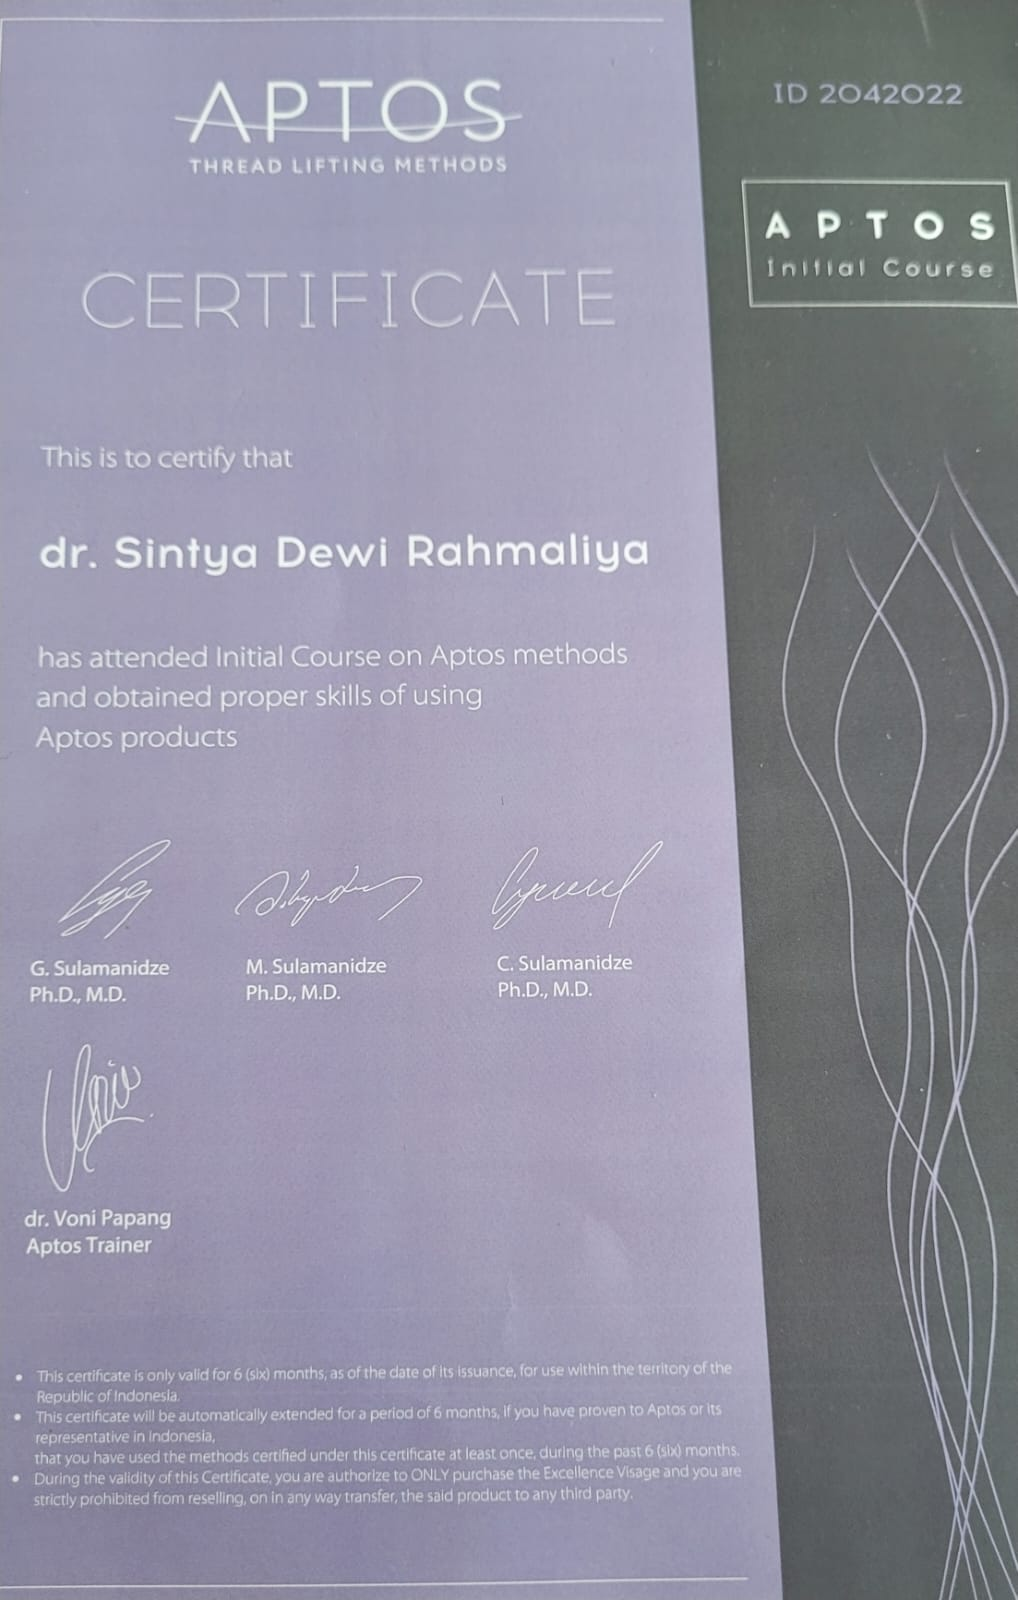 APTOS
THREAD LIFTING METHODS
ID 2042022
APTOS
Initial Course
CERTIFICATE
This is to certify that
dr. Sintya Dewi Rahmaliya
has attended Initial Course on Aptos methods
and obtained proper skills of using
Aptos products
G. Sulamanidze
Ph.D., M.D.
M. Sulamanidze
Ph.D., M.D.
C. Sulamanidze
Ph.D., M.D.
dr. Voni Papang
Aptos Trainer
• This certificate is only valid for 6 (six) months, as of the date of its issuance, for use within the territory of the
Republic of Indonesia.
• This certificate will be automatically extended for a period of 6 months, if you have proven to Aptos or its
representative in Indonesia,
that you have used the methods certified under this certificate at least once, during the past 6 (six) months.
• During the validity of this Certificate, you are authorize to ONLY purchase the Excellence Visage and you are
strictly prohibited from reselling, on in any way transfer, the said product to any third party.